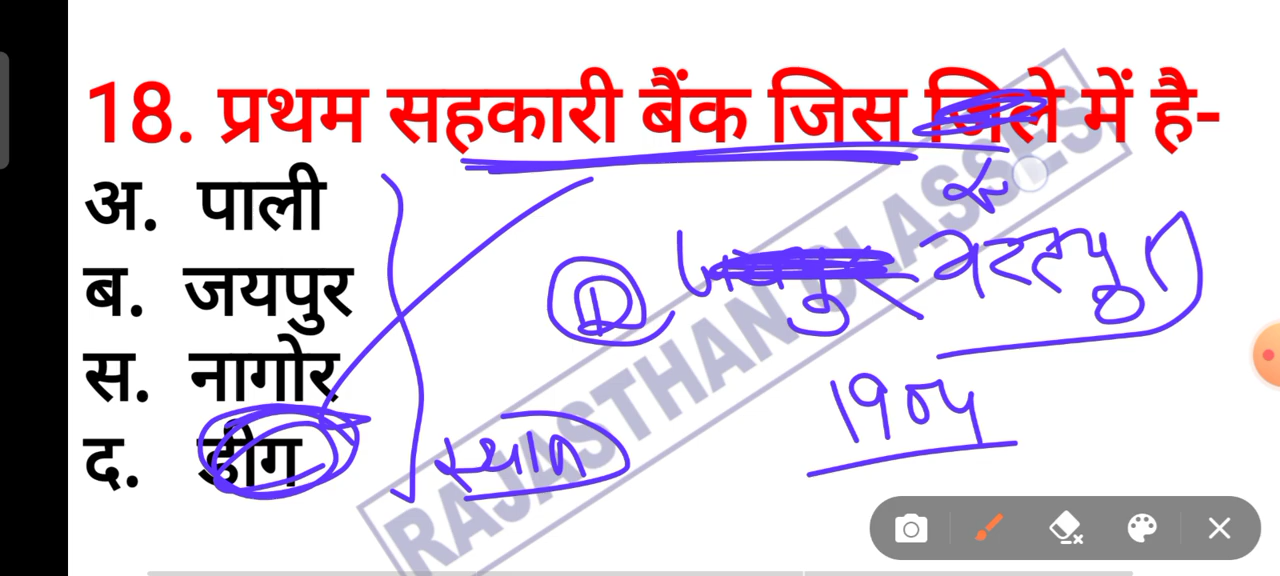 18. प्रथम सहकारी बैंक जिस जिले में है-
अ. पाली
ब. जयपुर
स. नागोर
द. डीग
स्थान
भरतपुर
1904
RAJASTHAN CLASSES